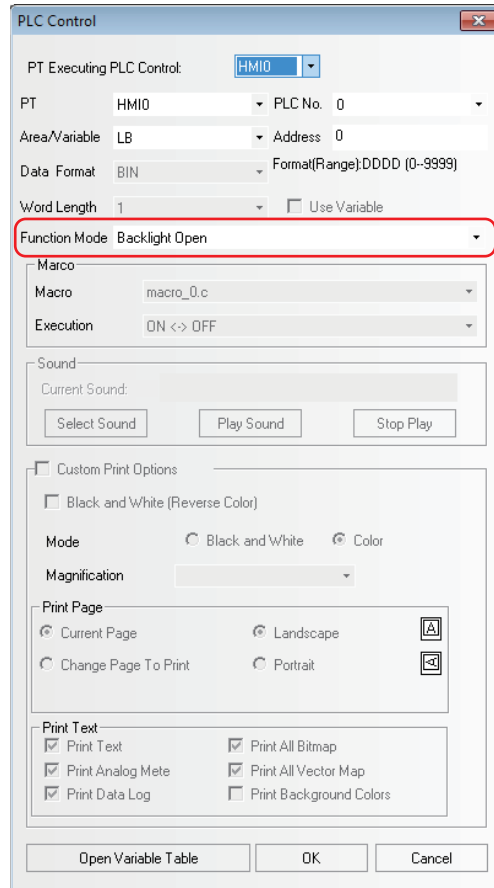 PLC Control
PT Executing PLC Control: HMI0
PT HMI0 PLC No. 0
Area/Variable LB Address 0
Data Format BIN Format(Range):DDDD (0--9999)
Word Length 1 Use Variable
Function Mode Backlight Open
Marco
Macro macro_0.c
Execution ON <-> OFF
Sound
Current Sound:
Select Sound Play Sound Stop Play
Custom Print Options
Black and White (Reverse Color)
Mode Black and White Color
Magnification
Print Page
Current Page Landscape A
Change Page To Print Portrait A
Print Text
Print Text Print All Bitmap
Print Analog Mete Print All Vector Map
Print Data Log Print Background Colors
Open Variable Table OK Cancel